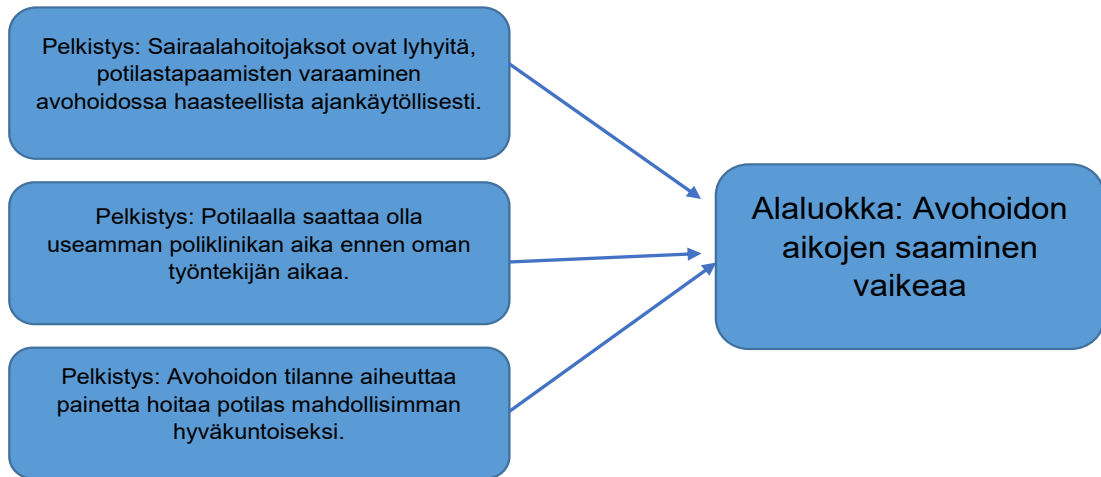 Pelkistys: Sairaalahoitojaksot ovat lyhyitä,
potilastapaamisten varaaminen
avohoidossa haasteellista ajankäytöllisesti.
Pelkistys: Potilaalla saattaa olla
useamman poliklinikan aika ennen oman
työntekijän aikaa.
Pelkistys: Avohoidon tilanne aiheuttaa
painetta hoitaa potilas mahdollisimman
hyväkuntoiseksi.
Alaluokka: Avohoidon
aikojen saaminen
vaikeaa